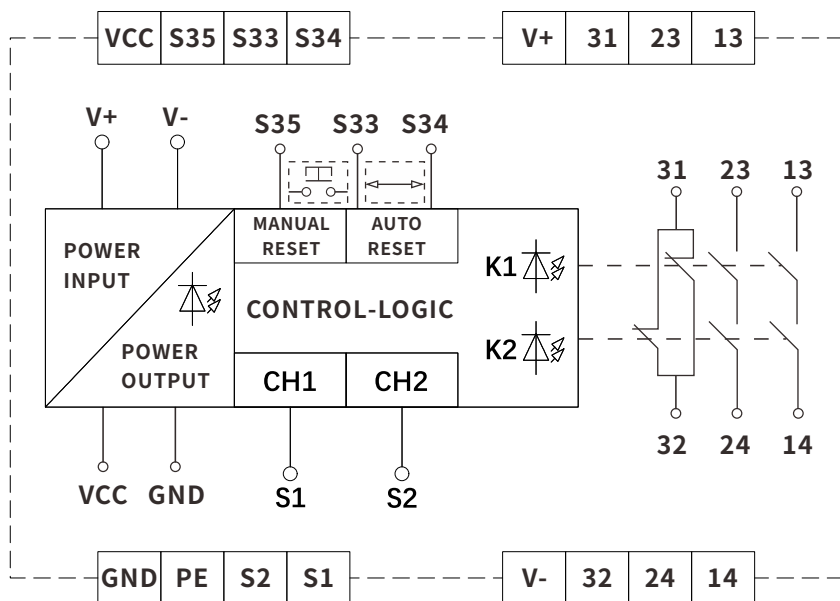 VCC S35 S33 S34 V+ 31 23 13
V+ V- S35 S33 S34
31 23 13
POWER
INPUT
MANUAL
RESET
AUTO
RESET
K1
CONTROL-LOGIC
K2
POWER
OUTPUT
CH1 CH2
32 24 14
VCC GND S1 S2
GND PE S2 S1 V- 32 24 14